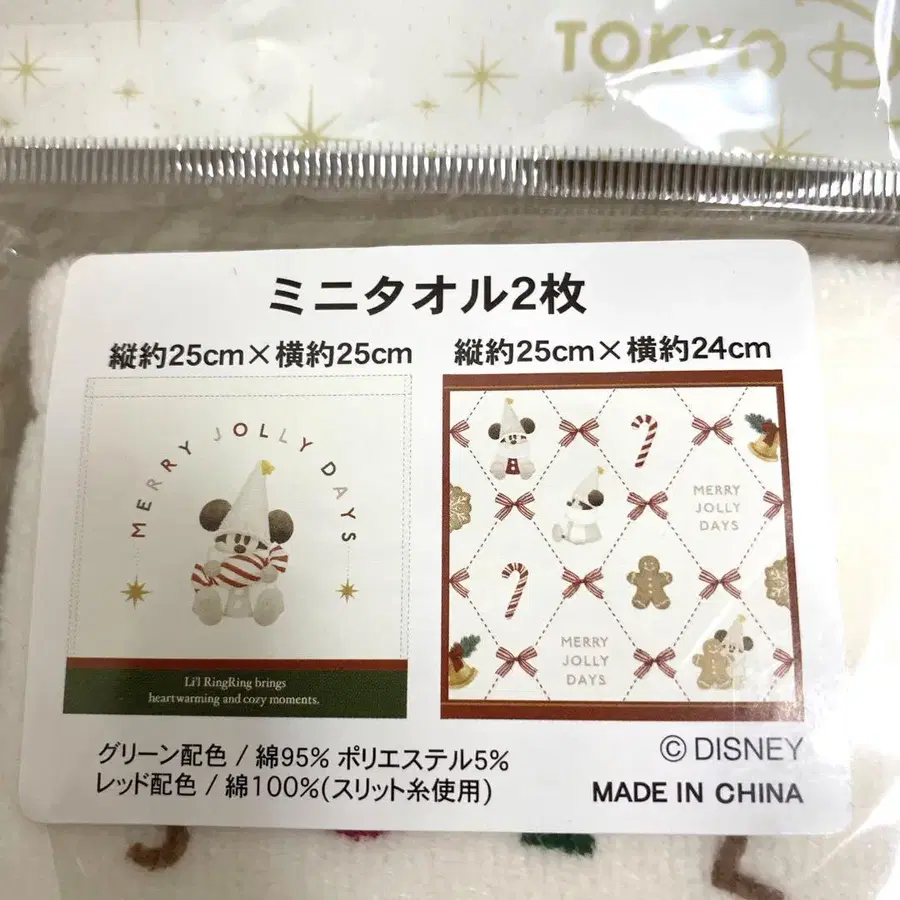 TOKYO
ミニタオル2枚
縦約25cm×横約25cm
縦約25cm×横約24cm
MERRY JOLLY DAYS
Li'l RingRing brings
heartwarming and cozy moments.
MERRY
JOLLY
DAYS
MERRY
JOLLY
DAYS
グリーン配色 / 綿95% ポリエステル5%
レッド配色 / 綿100%(スリット糸使用)
© DISNEY
MADE IN CHINA